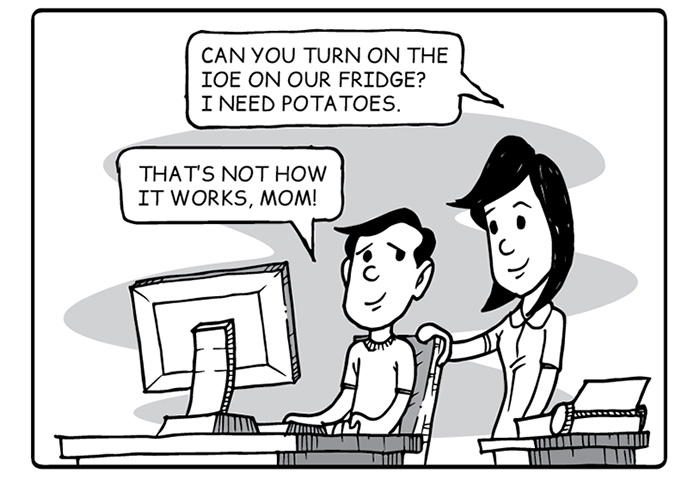 CAN YOU TURN ON THE
IOE ON OUR FRIDGE?
I NEED POTATOES.
THAT'S NOT HOW
IT WORKS, MOM!